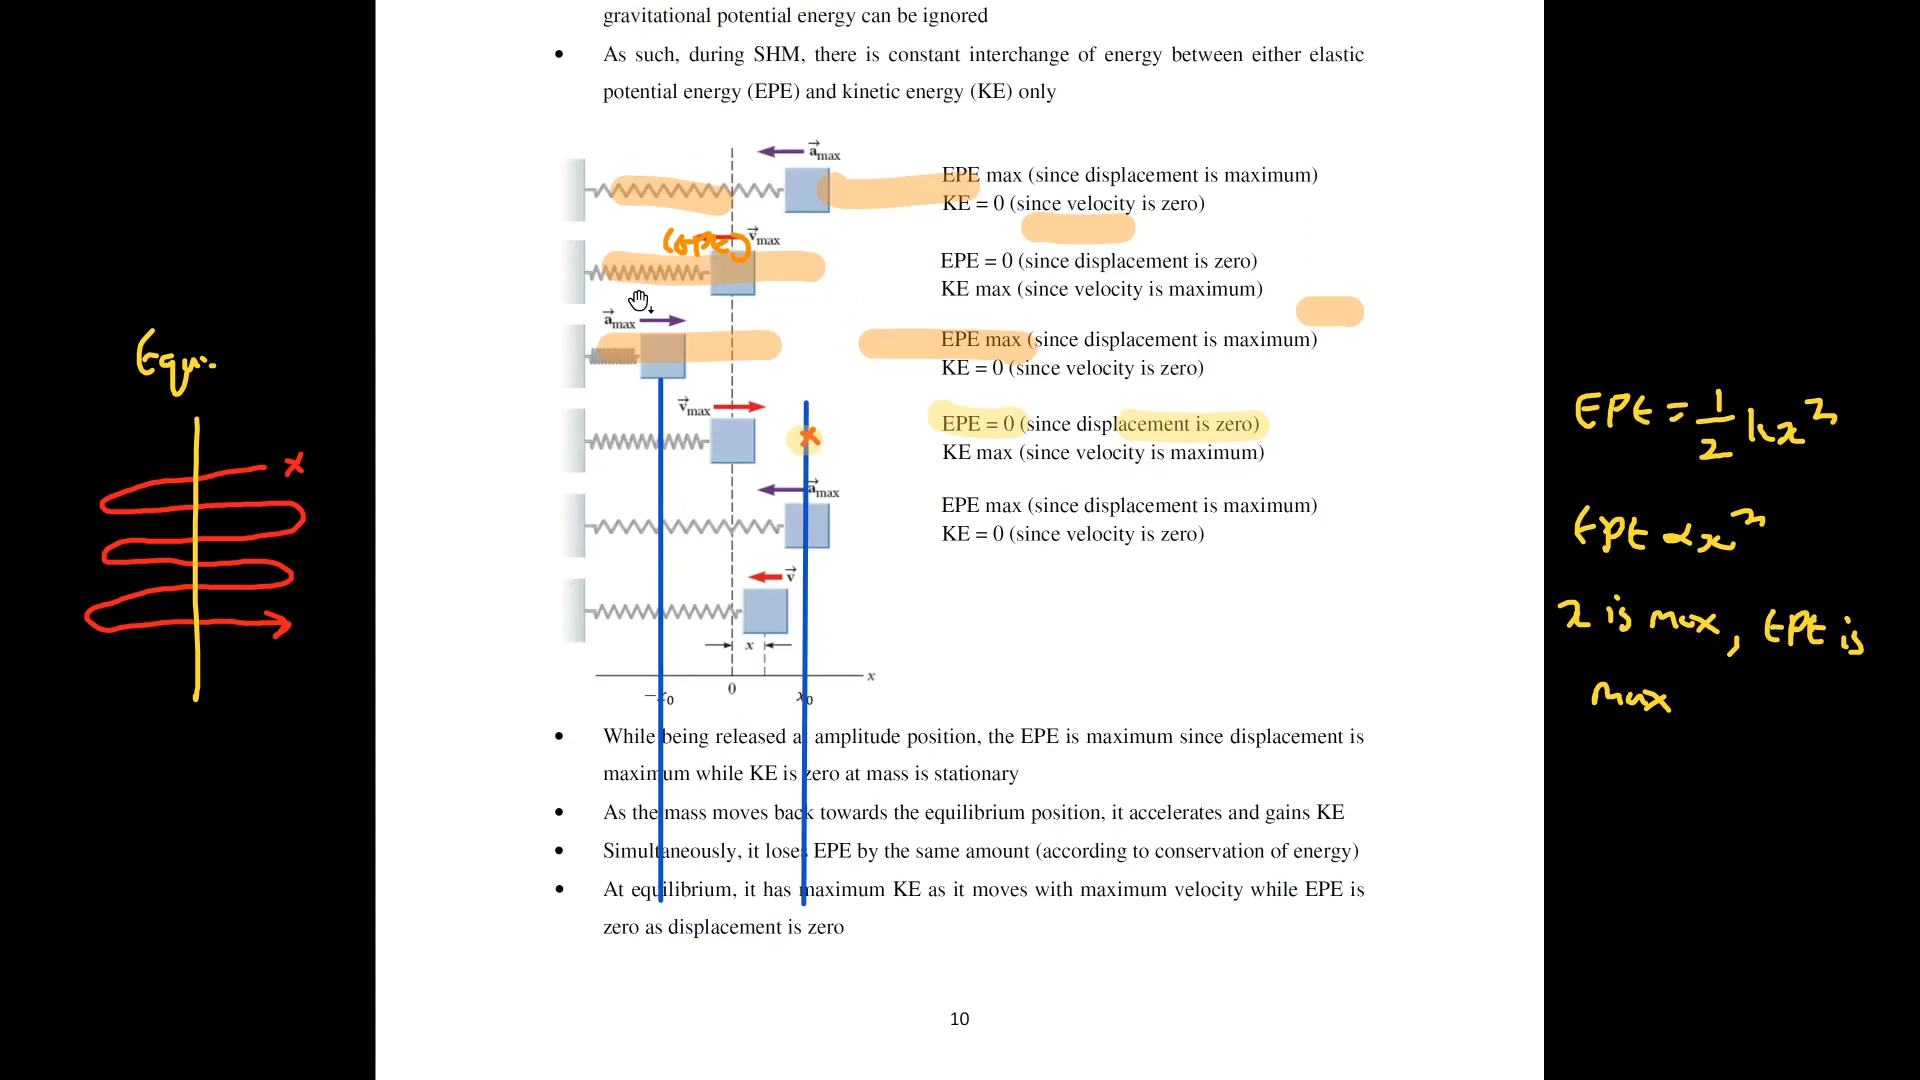 gravitational potential energy can be ignored
• As such, during SHM, there is constant interchange of energy between either elastic
potential energy (EPE) and kinetic energy (KE) only
a max
EPE max (since displacement is maximum)
KE = 0 (since velocity is zero)
v max
EPE = 0 (since displacement is zero)
KE max (since velocity is maximum)
a max
EPE max (since displacement is maximum)
KE = 0 (since velocity is zero)
v max
EPE = 0 (since displacement is zero)
KE max (since velocity is maximum)
x
a max
EPE max (since displacement is maximum)
KE = 0 (since velocity is zero)
v
x
x
0
x0
• While being released at amplitude position, the EPE is maximum since displacement is
maximum while KE is zero at mass is stationary
• As the mass moves back towards the equilibrium position, it accelerates and gains KE
• Simultaneously, it loses EPE by the same amount (according to conservation of energy)
• At equilibrium, it has maximum KE as it moves with maximum velocity while EPE is
zero as displacement is zero
10
Equi.
x
EPE = 1/2 kx²
EPE ∝ x²
x is max, EPE is
max